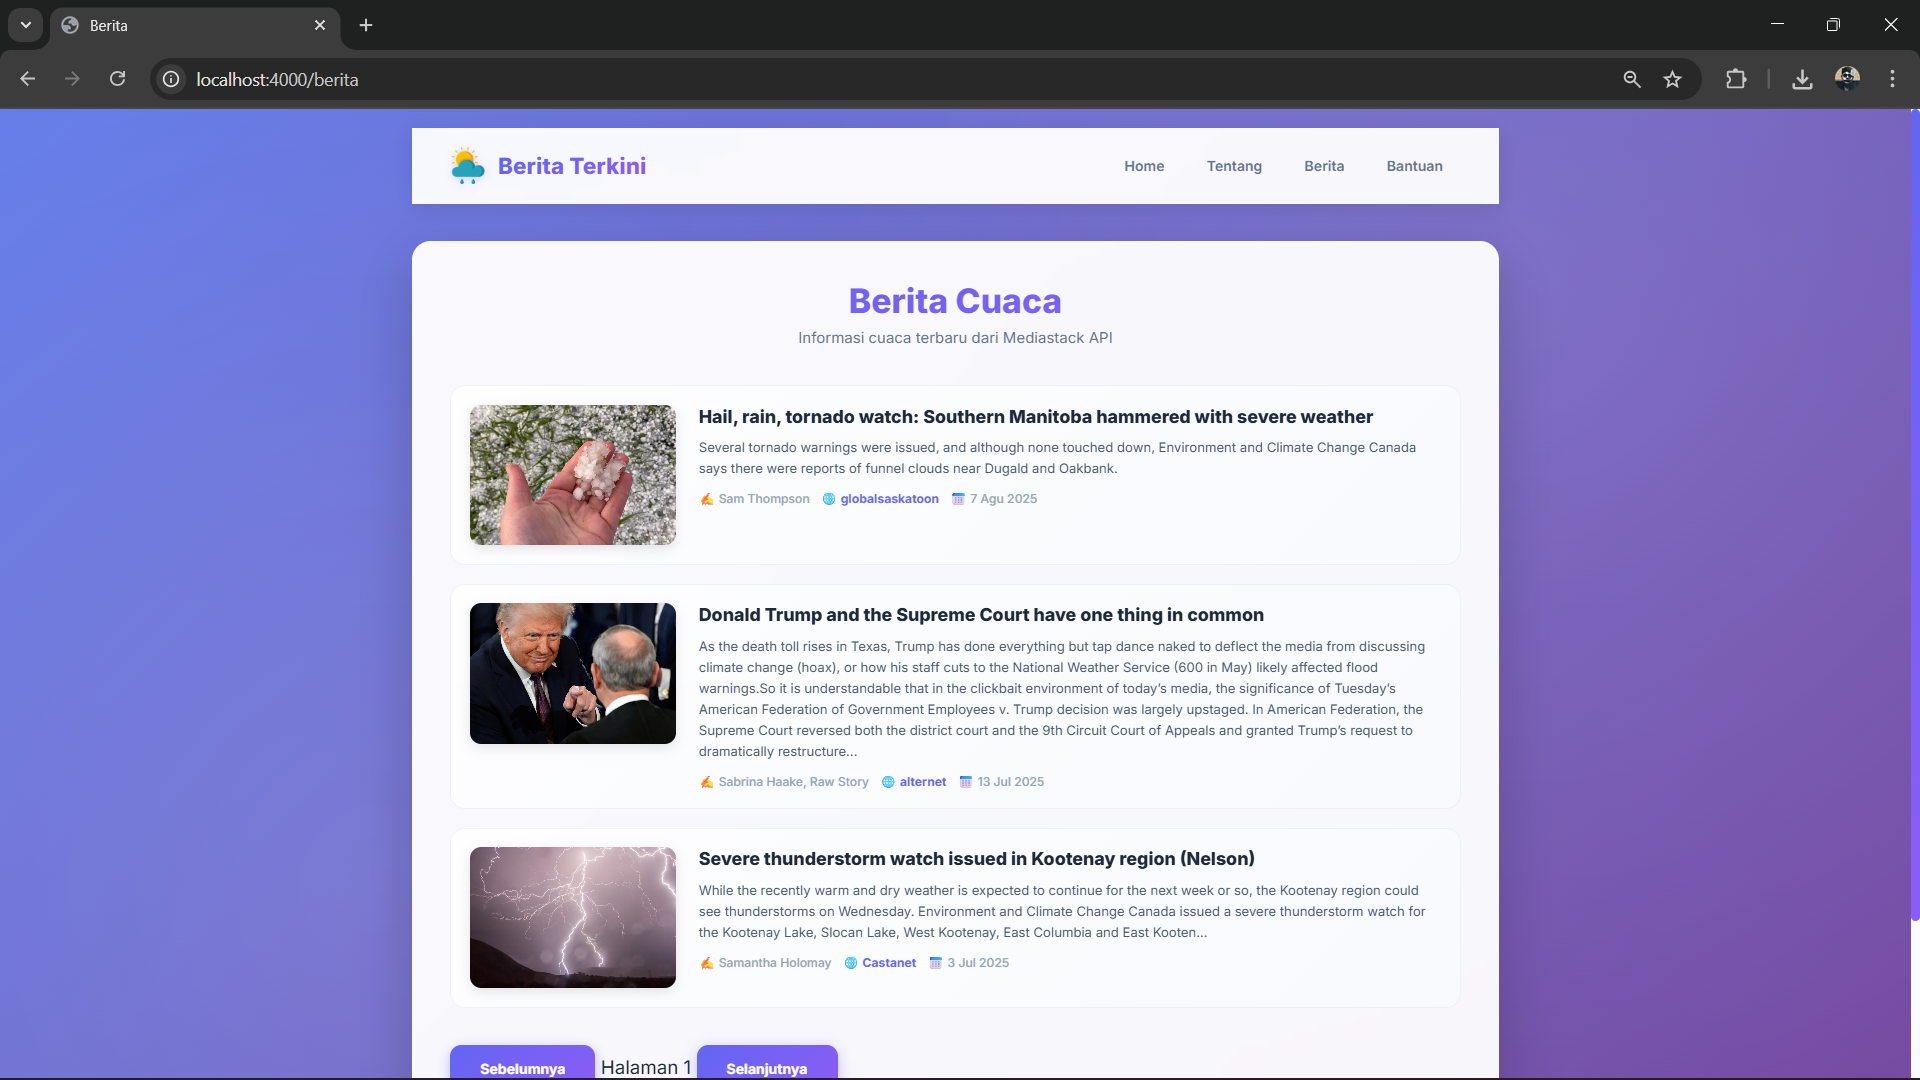 Berita
localhost:4000/berita
Berita Terkini
Home
Tentang
Berita
Bantuan
Berita Cuaca
Informasi cuaca terbaru dari Mediastack API
Hail, rain, tornado watch: Southern Manitoba hammered with severe weather
Several tornado warnings were issued, and although none touched down, Environment and Climate Change Canada
says there were reports of funnel clouds near Dugald and Oakbank.
✍️ Sam Thompson 🌐 globalsaskatoon 📅 7 Agu 2025
Donald Trump and the Supreme Court have one thing in common
As the death toll rises in Texas, Trump has done everything but tap dance naked to deflect the media from discussing
climate change (hoax), or how his staff cuts to the National Weather Service (600 in May) likely affected flood
warnings.So it is understandable that in the clickbait environment of today’s media, the significance of Tuesday’s
American Federation of Government Employees v. Trump decision was largely upstaged. In American Federation, the
Supreme Court reversed both the district court and the 9th Circuit Court of Appeals and granted Trump’s request to
dramatically restructure...
✍️ Sabrina Haake, Raw Story 🌐 alternet 📅 13 Jul 2025
Severe thunderstorm watch issued in Kootenay region (Nelson)
While the recently warm and dry weather is expected to continue for the next week or so, the Kootenay region could
see thunderstorms on Wednesday. Environment and Climate Change Canada issued a severe thunderstorm watch for
the Kootenay Lake, Slocan Lake, West Kootenay, East Columbia and East Kooten...
✍️ Samantha Holomay 🌐 Castanet 📅 3 Jul 2025
Sebelumnya Halaman 1 Selanjutnya